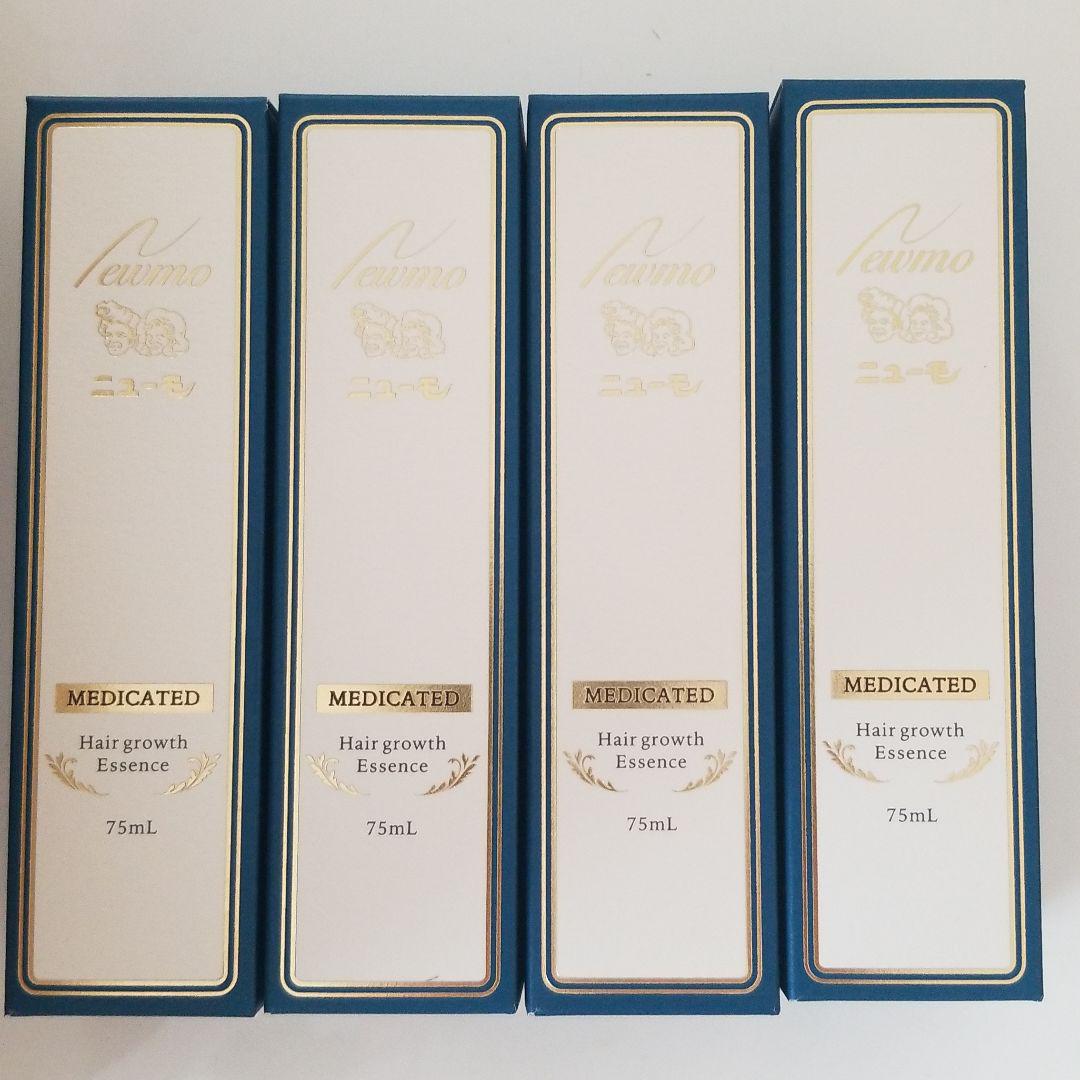 Newmo
ニューモ
MEDICATED
Hair growth
Essence
75mL
Newmo
ニューモ
MEDICATED
Hair growth
Essence
75mL
Newmo
ニューモ
MEDICATED
Hair growth
Essence
75mL
Newmo
ニューモ
MEDICATED
Hair growth
Essence
75mL